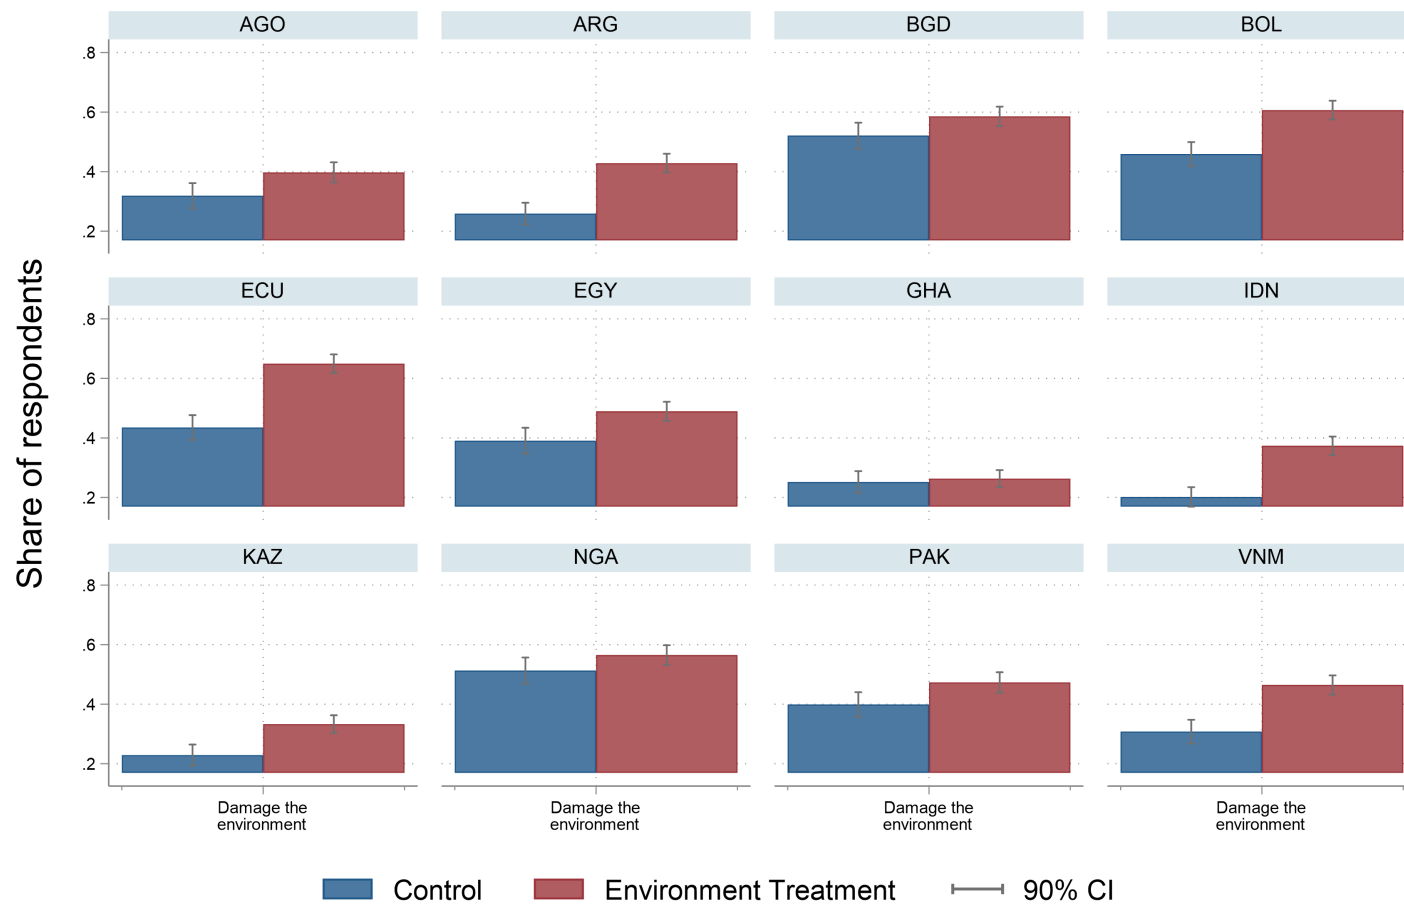 AGO ARG BGD BOL
.8
.6
.4
.2
Share of respondents
ECU EGY GHA IDN
.8
.6
.4
.2
KAZ NGA PAK VNM
.8
.6
.4
.2
Damage the environment
Damage the environment
Damage the environment
Damage the environment
Control Environment Treatment 90% CI